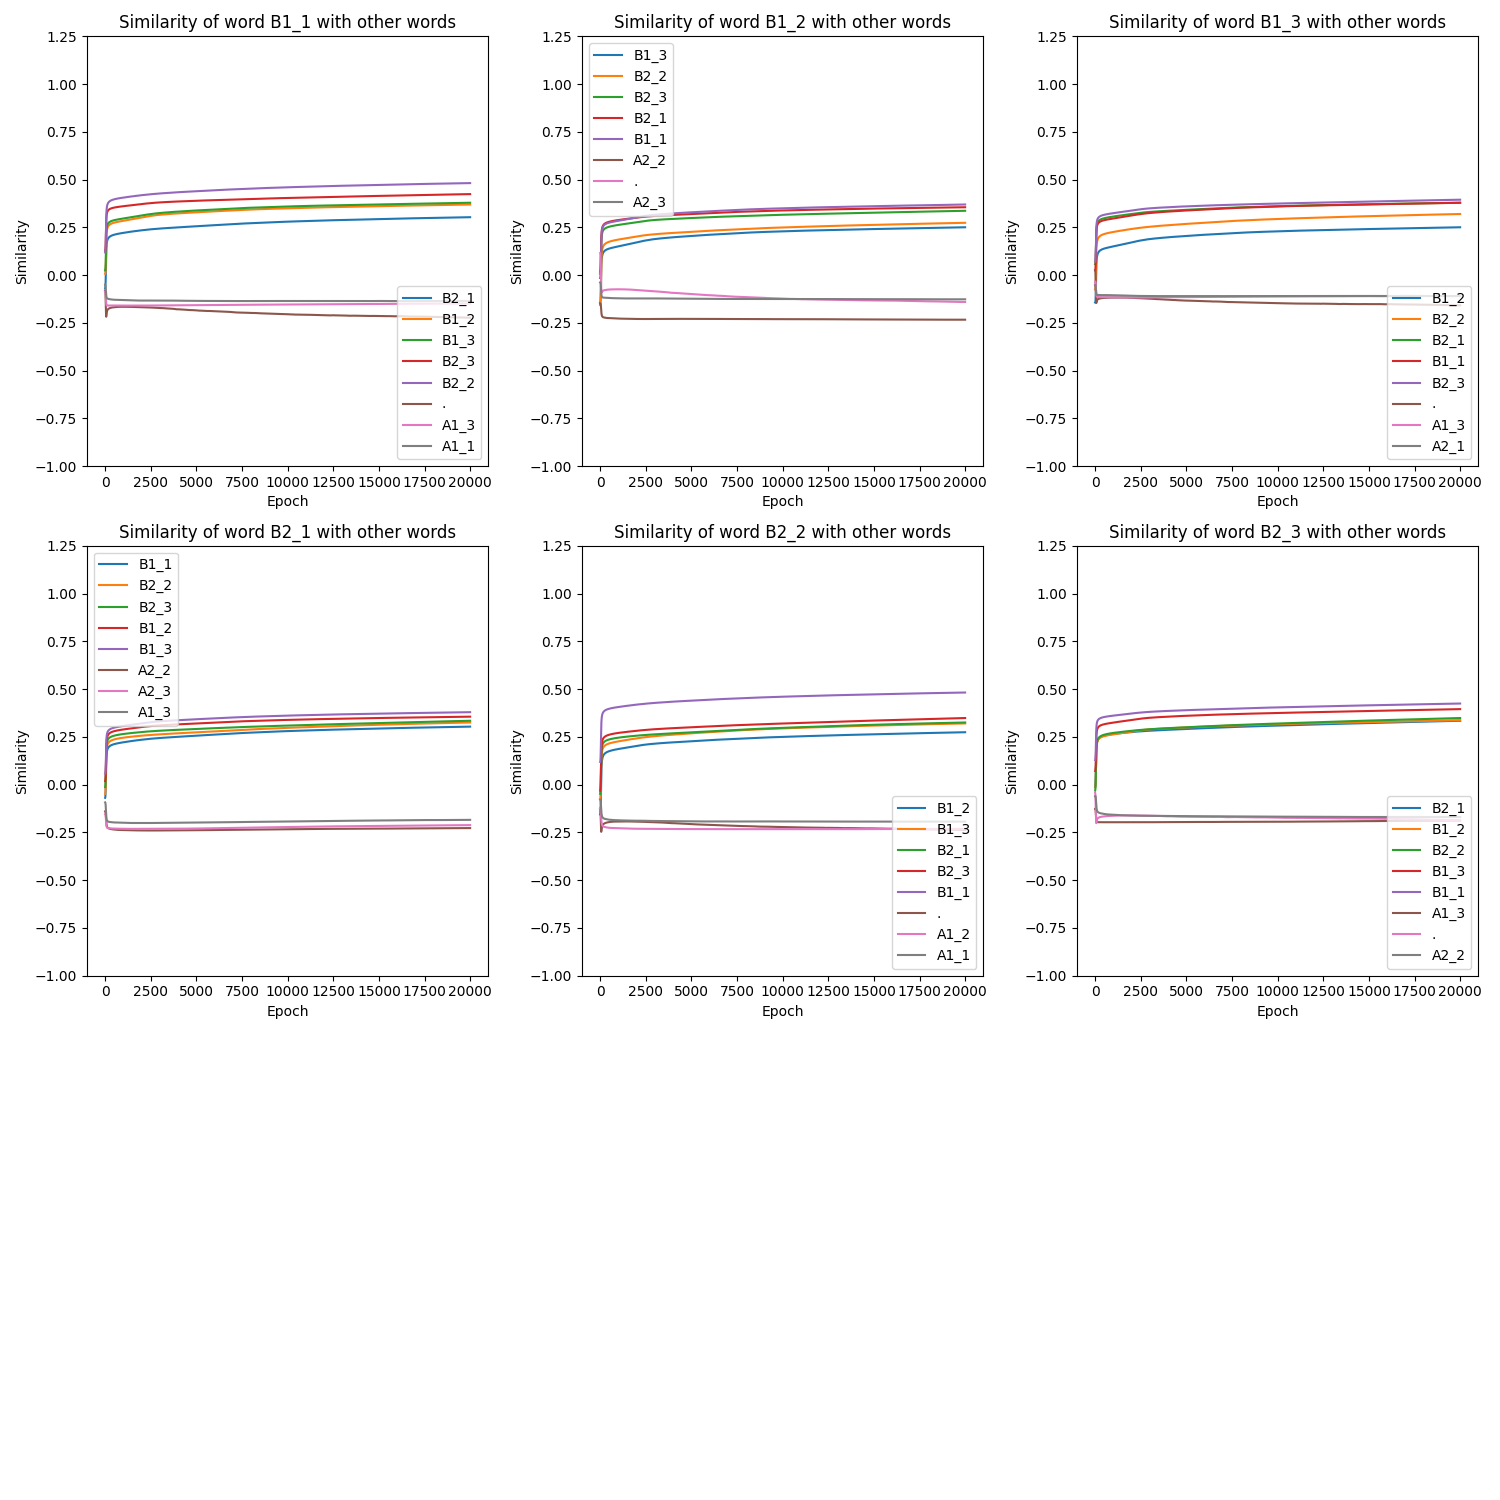 Similarity of word B1_1 with other words
1.25
1.00
0.75
0.50
0.25
0.00
−0.25
−0.50
−0.75
−1.00
Similarity
B2_1
B1_2
B1_3
B2_3
B2_2
.
A1_3
A1_1
0 2500 5000 7500 10000 12500 15000 17500 20000
Epoch
Similarity of word B1_2 with other words
1.25
1.00
0.75
0.50
0.25
0.00
−0.25
−0.50
−0.75
−1.00
Similarity
B1_3
B2_2
B2_3
B2_1
B1_1
A2_2
.
A2_3
0 2500 5000 7500 10000 12500 15000 17500 20000
Epoch
Similarity of word B1_3 with other words
1.25
1.00
0.75
0.50
0.25
0.00
−0.25
−0.50
−0.75
−1.00
Similarity
B1_2
B2_2
B2_1
B1_1
B2_3
.
A1_3
A2_1
0 2500 5000 7500 10000 12500 15000 17500 20000
Epoch
Similarity of word B2_1 with other words
1.25
1.00
0.75
0.50
0.25
0.00
−0.25
−0.50
−0.75
−1.00
Similarity
B1_1
B2_2
B2_3
B1_2
B1_3
A2_2
A2_3
A1_3
0 2500 5000 7500 10000 12500 15000 17500 20000
Epoch
Similarity of word B2_2 with other words
1.25
1.00
0.75
0.50
0.25
0.00
−0.25
−0.50
−0.75
−1.00
Similarity
B1_2
B1_3
B2_1
B2_3
B1_1
.
A1_2
A1_1
0 2500 5000 7500 10000 12500 15000 17500 20000
Epoch
Similarity of word B2_3 with other words
1.25
1.00
0.75
0.50
0.25
0.00
−0.25
−0.50
−0.75
−1.00
Similarity
B2_1
B1_2
B2_2
B1_3
B1_1
A1_3
.
A2_2
0 2500 5000 7500 10000 12500 15000 17500 20000
Epoch